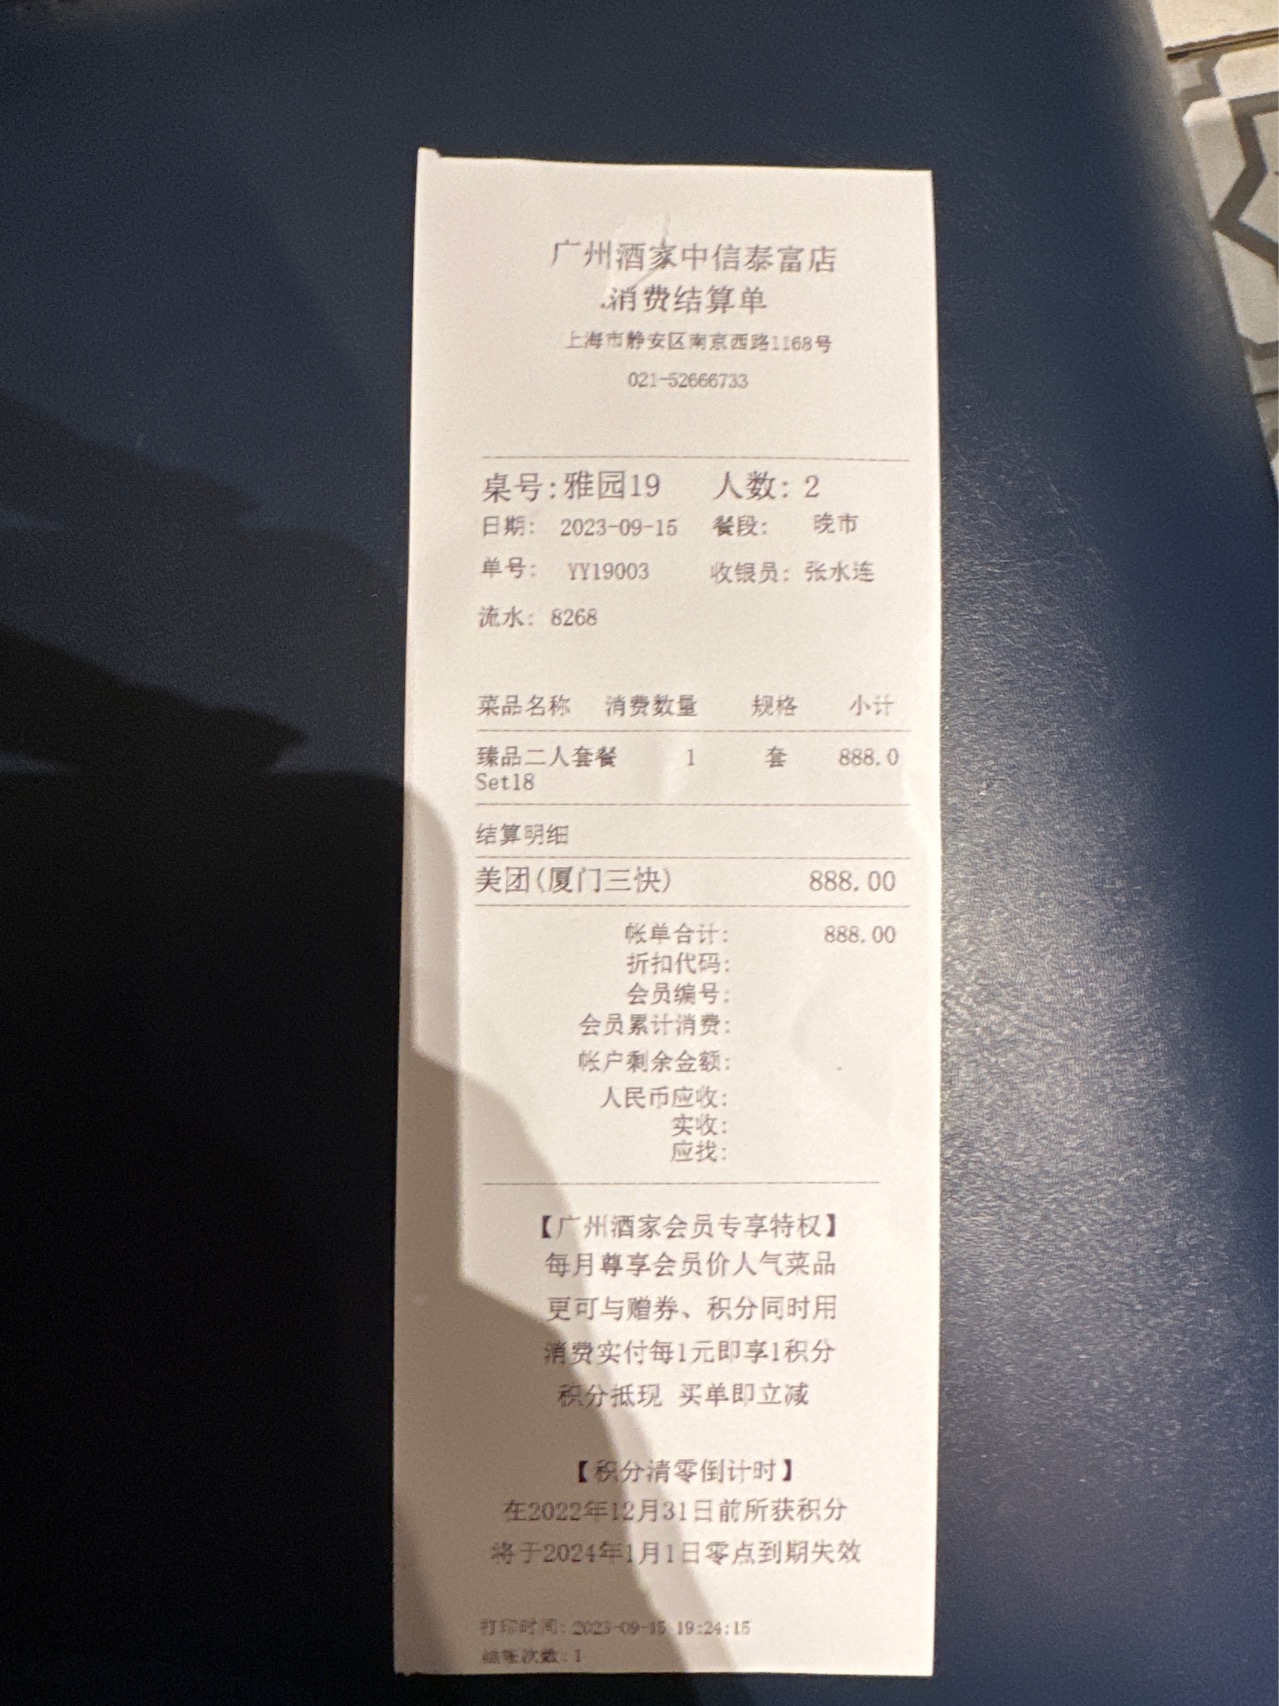 广州酒家中信泰富店
消费结算单
上海市静安区南京西路1168号
021-52666733
桌号:雅园19 人数: 2
日期: 2023-09-15 餐段: 晚市
单号: YY19003 收银员: 张水连
流水: 8268
菜品名称 消费数量 规格 小计
臻品二人套餐 1 套 888.0
Set18
结算明细
美团(厦门三快) 888.00
帐单合计: 888.00
折扣代码:
会员编号:
会员累计消费:
帐户剩余金额:
人民币应收:
实收:
应找:
【广州酒家会员专享特权】
每月尊享会员价人气菜品
更可与赠券、积分同时用
消费实付每1元即享1积分
积分抵现 买单即立减
【积分清零倒计时】
在2022年12月31日前所获积分
将于2024年1月1日零点到期失效
打印时间: 2023-09-15 19:24:15
结帐次数: 1